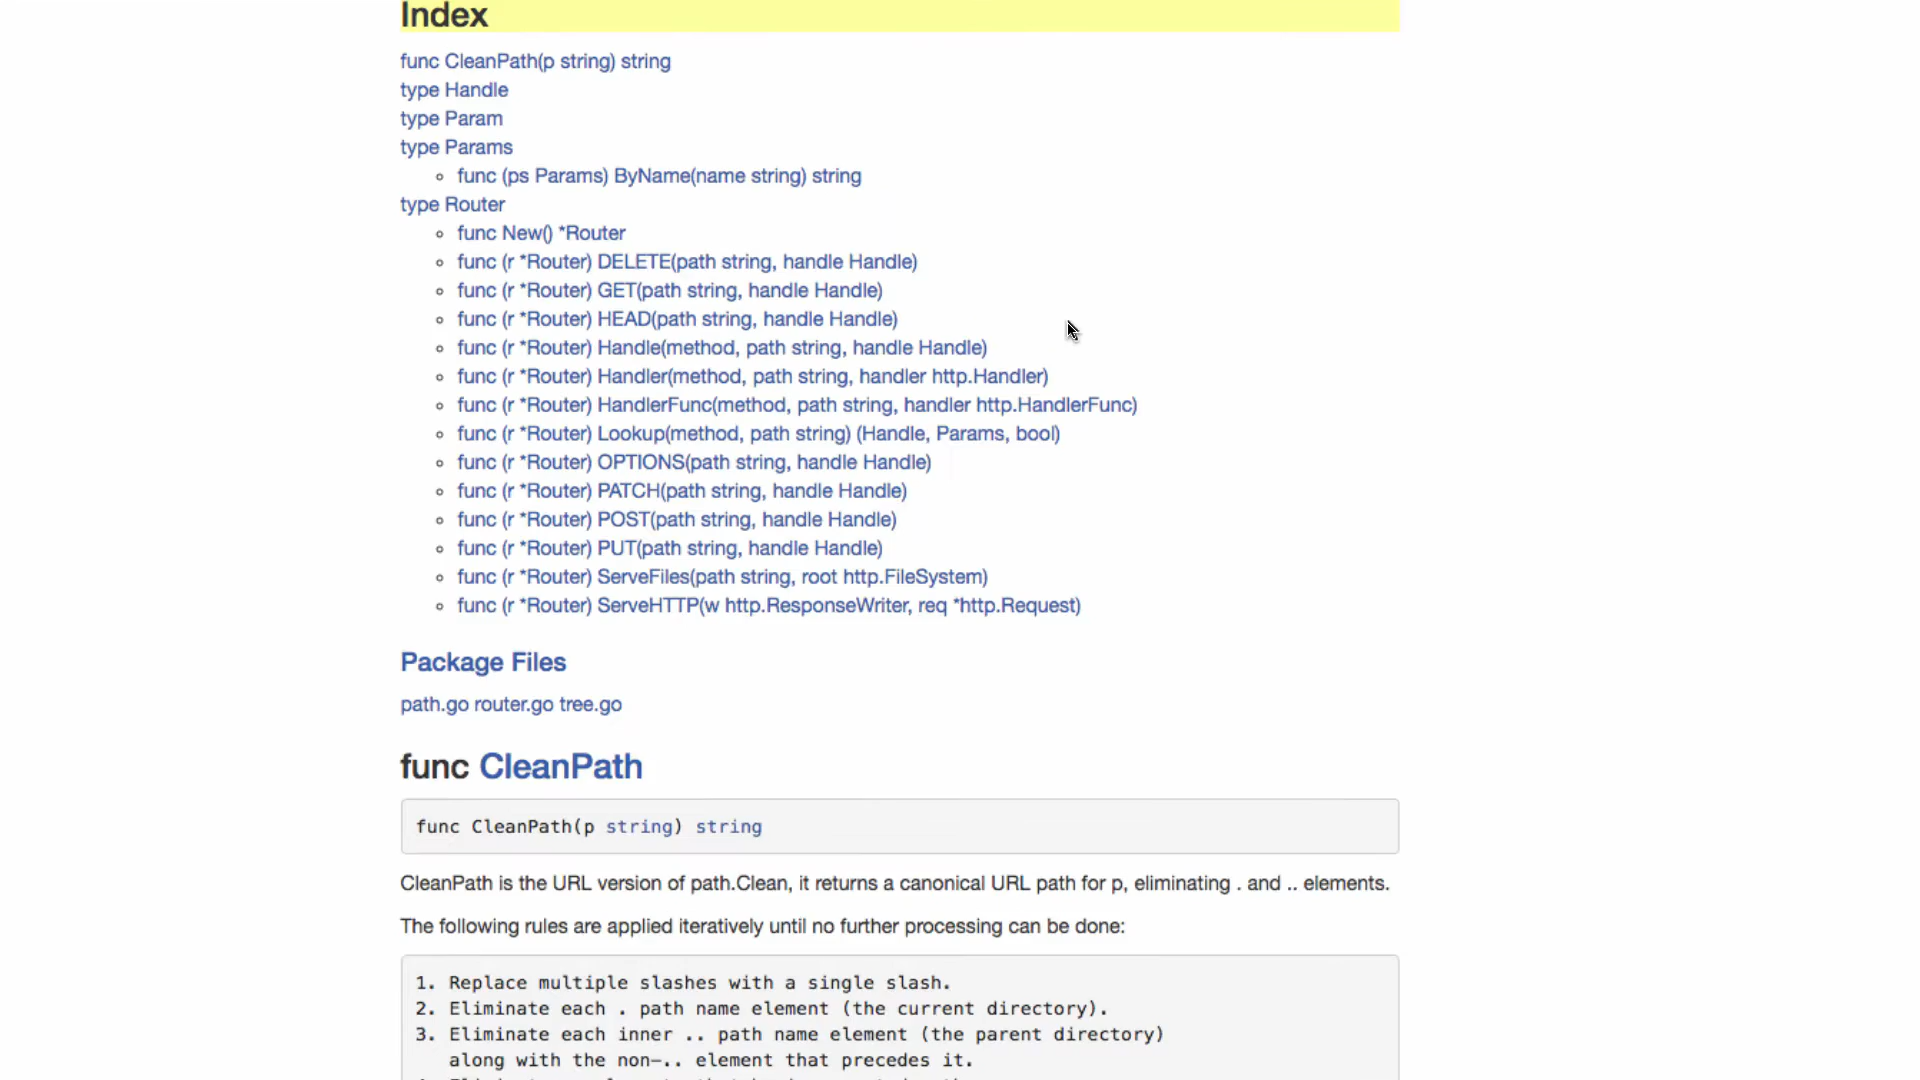 Index
func CleanPath(p string) string
type Handle
type Param
type Params
func (ps Params) ByName(name string) string
type Router
func New() *Router
func (r *Router) DELETE(path string, handle Handle)
func (r *Router) GET(path string, handle Handle)
func (r *Router) HEAD(path string, handle Handle)
func (r *Router) Handle(method, path string, handle Handle)
func (r *Router) Handler(method, path string, handler http.Handler)
func (r *Router) HandlerFunc(method, path string, handler http.HandlerFunc)
func (r *Router) Lookup(method, path string) (Handle, Params, bool)
func (r *Router) OPTIONS(path string, handle Handle)
func (r *Router) PATCH(path string, handle Handle)
func (r *Router) POST(path string, handle Handle)
func (r *Router) PUT(path string, handle Handle)
func (r *Router) ServeFiles(path string, root http.FileSystem)
func (r *Router) ServeHTTP(w http.ResponseWriter, req *http.Request)
Package Files
path.go router.go tree.go
func CleanPath
func CleanPath(p string) string
CleanPath is the URL version of path.Clean, it returns a canonical URL path for p, eliminating . and .. elements.
The following rules are applied iteratively until no further processing can be done:
1. Replace multiple slashes with a single slash.
2. Eliminate each . path name element (the current directory).
3. Eliminate each inner .. path name element (the parent directory)
along with the non-.. element that precedes it.